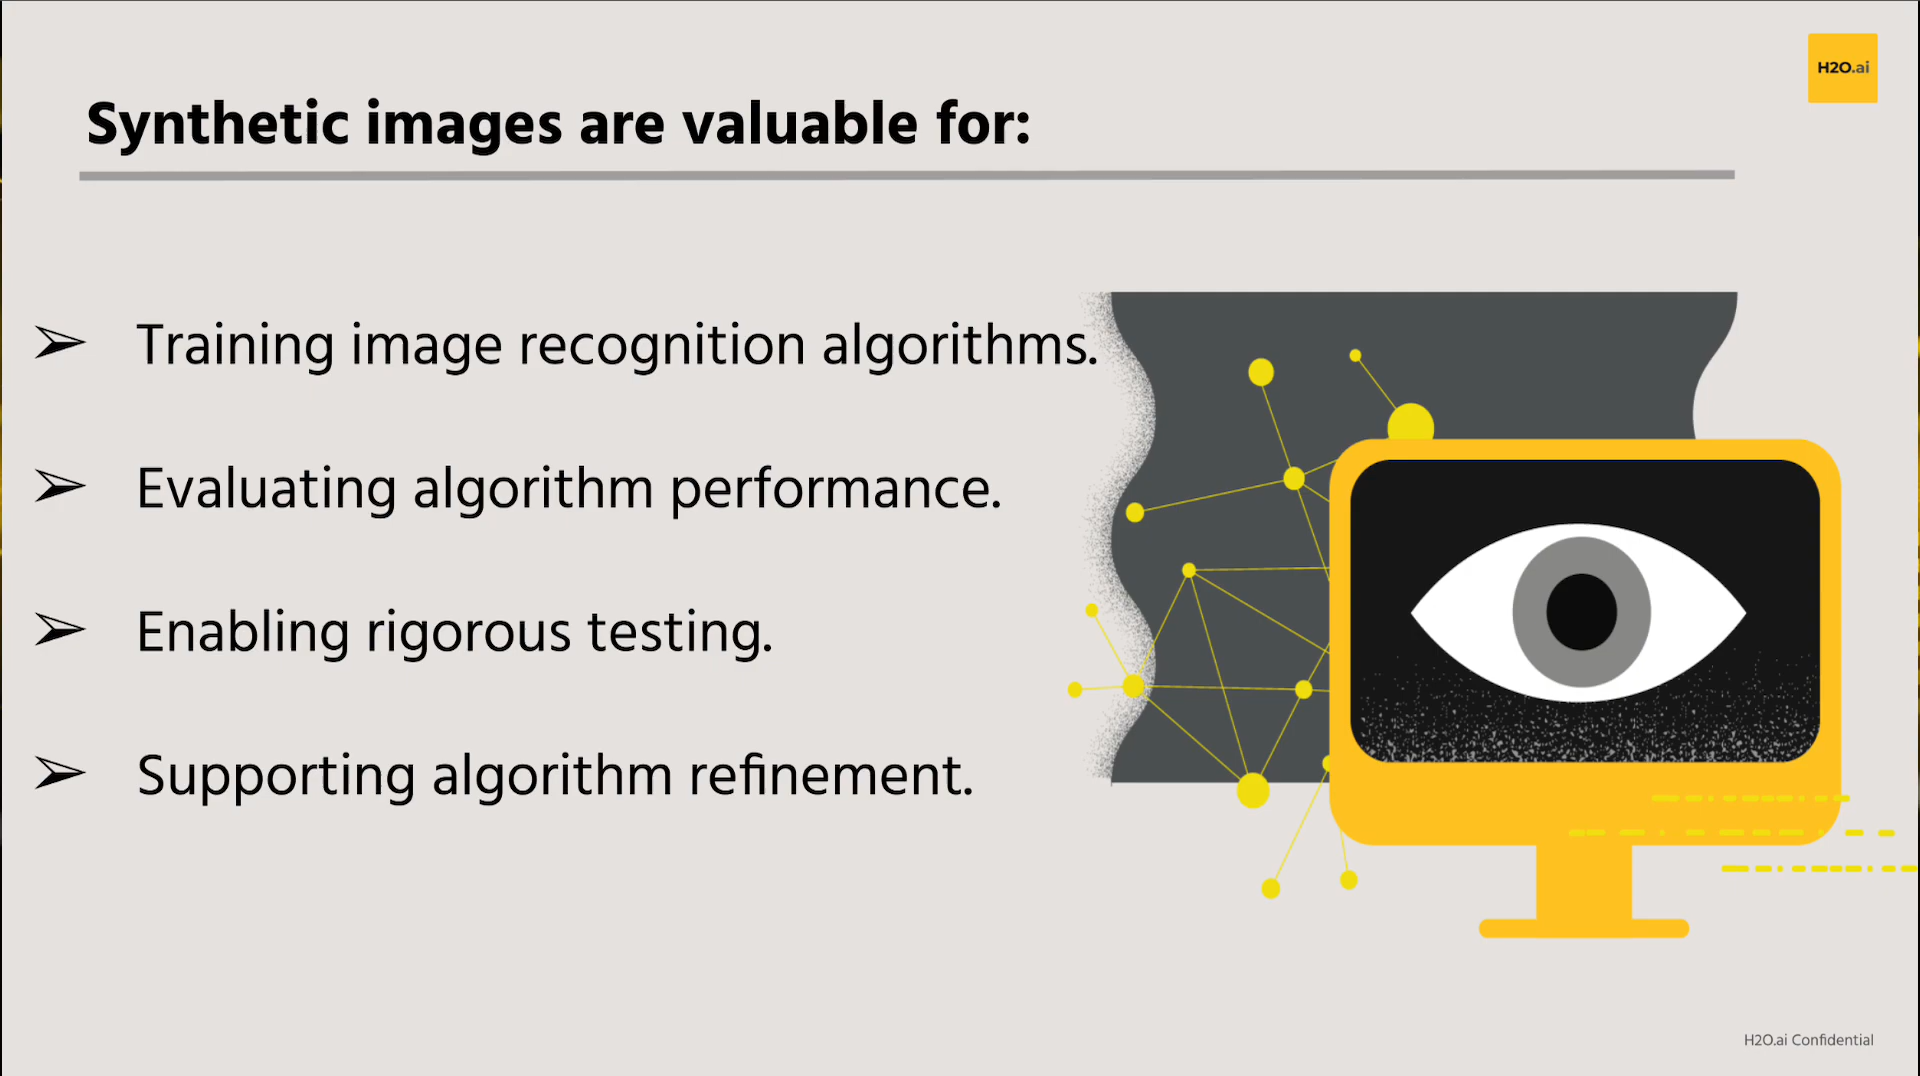 H2O.ai
Synthetic images are valuable for:
➢ Training image recognition algorithms.
➢ Evaluating algorithm performance.
➢ Enabling rigorous testing.
➢ Supporting algorithm refinement.
H2O.ai Confidential